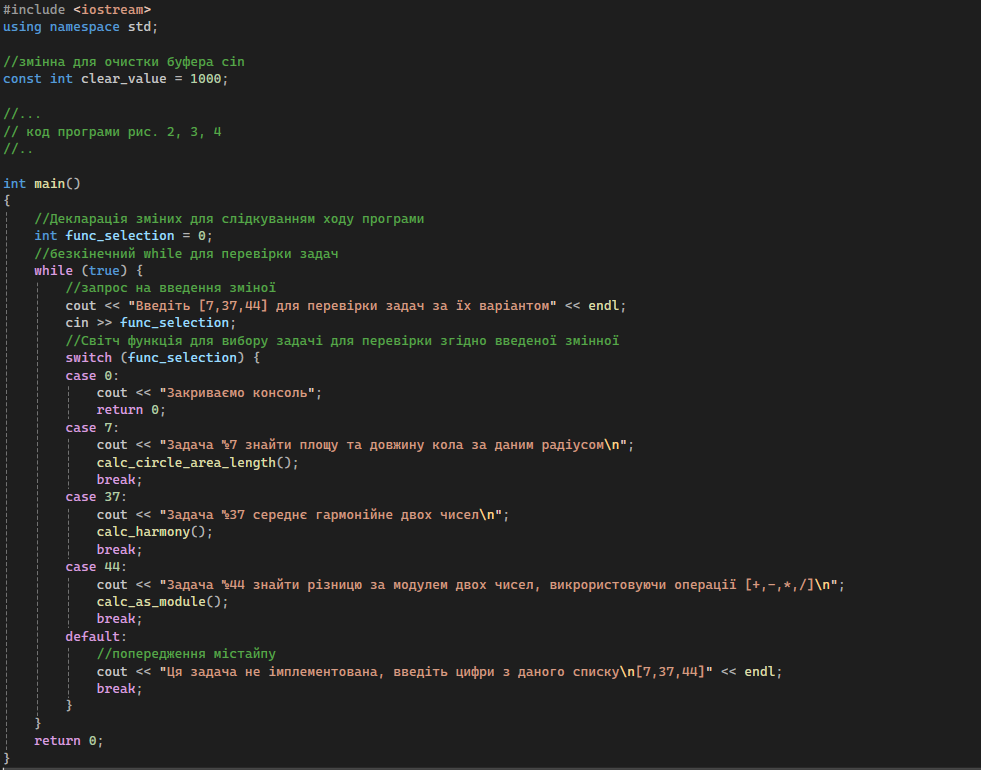 #include <iostream>
using namespace std;

//змінна для очистки буфера cin
const int clear_value = 1000;

//...
// код програми рис. 2, 3, 4
//..

int main()
{
    //Декларація зміних для слідкуванням ходу програми
    int func_selection = 0;
    //безкінечний while для перевірки задач
    while (true) {
        //запрос на введення зміної
        cout << "Введіть [7,37,44] для перевірки задач за їх варіантом" << endl;
        cin >> func_selection;
        //Світч функція для вибору задачі для перевірки згідно введеної змінної
        switch (func_selection) {
        case 0:
            cout << "Закриваємо консоль";
            return 0;
        case 7:
            cout << "Задача %7 знайти площу та довжину кола за даним радіусом\n";
            calc_circle_area_length();
            break;
        case 37:
            cout << "Задача %37 середнє гармонійне двох чисел\n";
            calc_harmony();
            break;
        case 44:
            cout << "Задача %44 знайти різницю за модулем двох чисел, викрористовуючи операції [+,-,*,/]\n";
            calc_as_module();
            break;
        default:
            //попередження містайпу
            cout << "Ця задача не імплементована, введіть цифри з даного списку\n[7,37,44]" << endl;
            break;
        }
    }
    return 0;
}